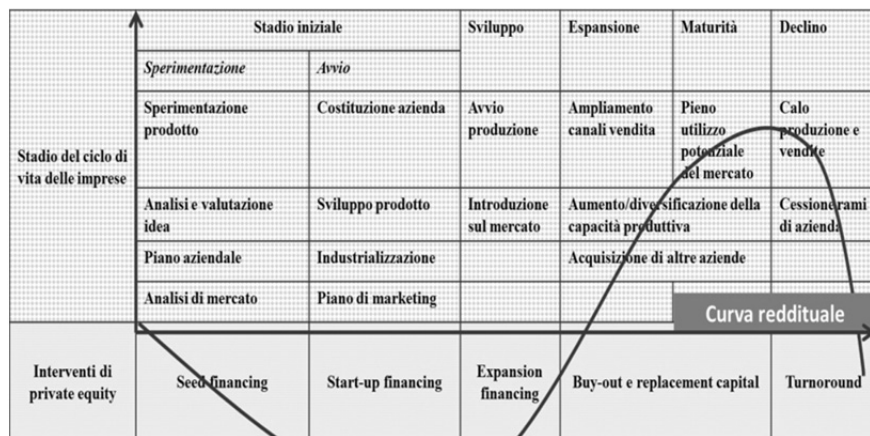 Stadio iniziale Sviluppo Espansione Maturità Declino
Sperimentazione Avvio
Sperimentazione Costituzione azienda Avvio Ampliamento Pieno Calo
prodotto produzione canali vendita utilizzo produzione e
potenziale vendite
del mercato
Stadio del ciclo di
vita delle imprese
Analisi e valutazione Sviluppo prodotto Introduzione Aumento/diversificazione della Cessione rami
idea sul mercato capacità produttiva di azienda
Piano aziendale Industrializzazione Acquisizione di altre aziende
Analisi di mercato Piano di marketing
Curva reddituale
Interventi di Seed financing Start-up financing Expansion Buy-out e replacement capital Turnoround
private equity financing